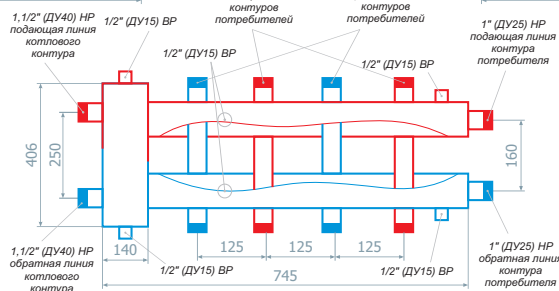 контуров
потребителей
контуров
потребителей
1,1/2" (ДУ40) НР
подающая линия
котлового
контура
1/2" (ДУ15) ВР
1/2" (ДУ15) ВР
1/2" (ДУ15) ВР
1" (ДУ25) НР
подающая линия
контура
потребителя
406
250
160
140
125
125
125
745
1,1/2" (ДУ40) НР
обратная линия
котлового
контура
1/2" (ДУ15) ВР
1/2" (ДУ15) ВР
1" (ДУ25) НР
обратная линия
контура
потребителя